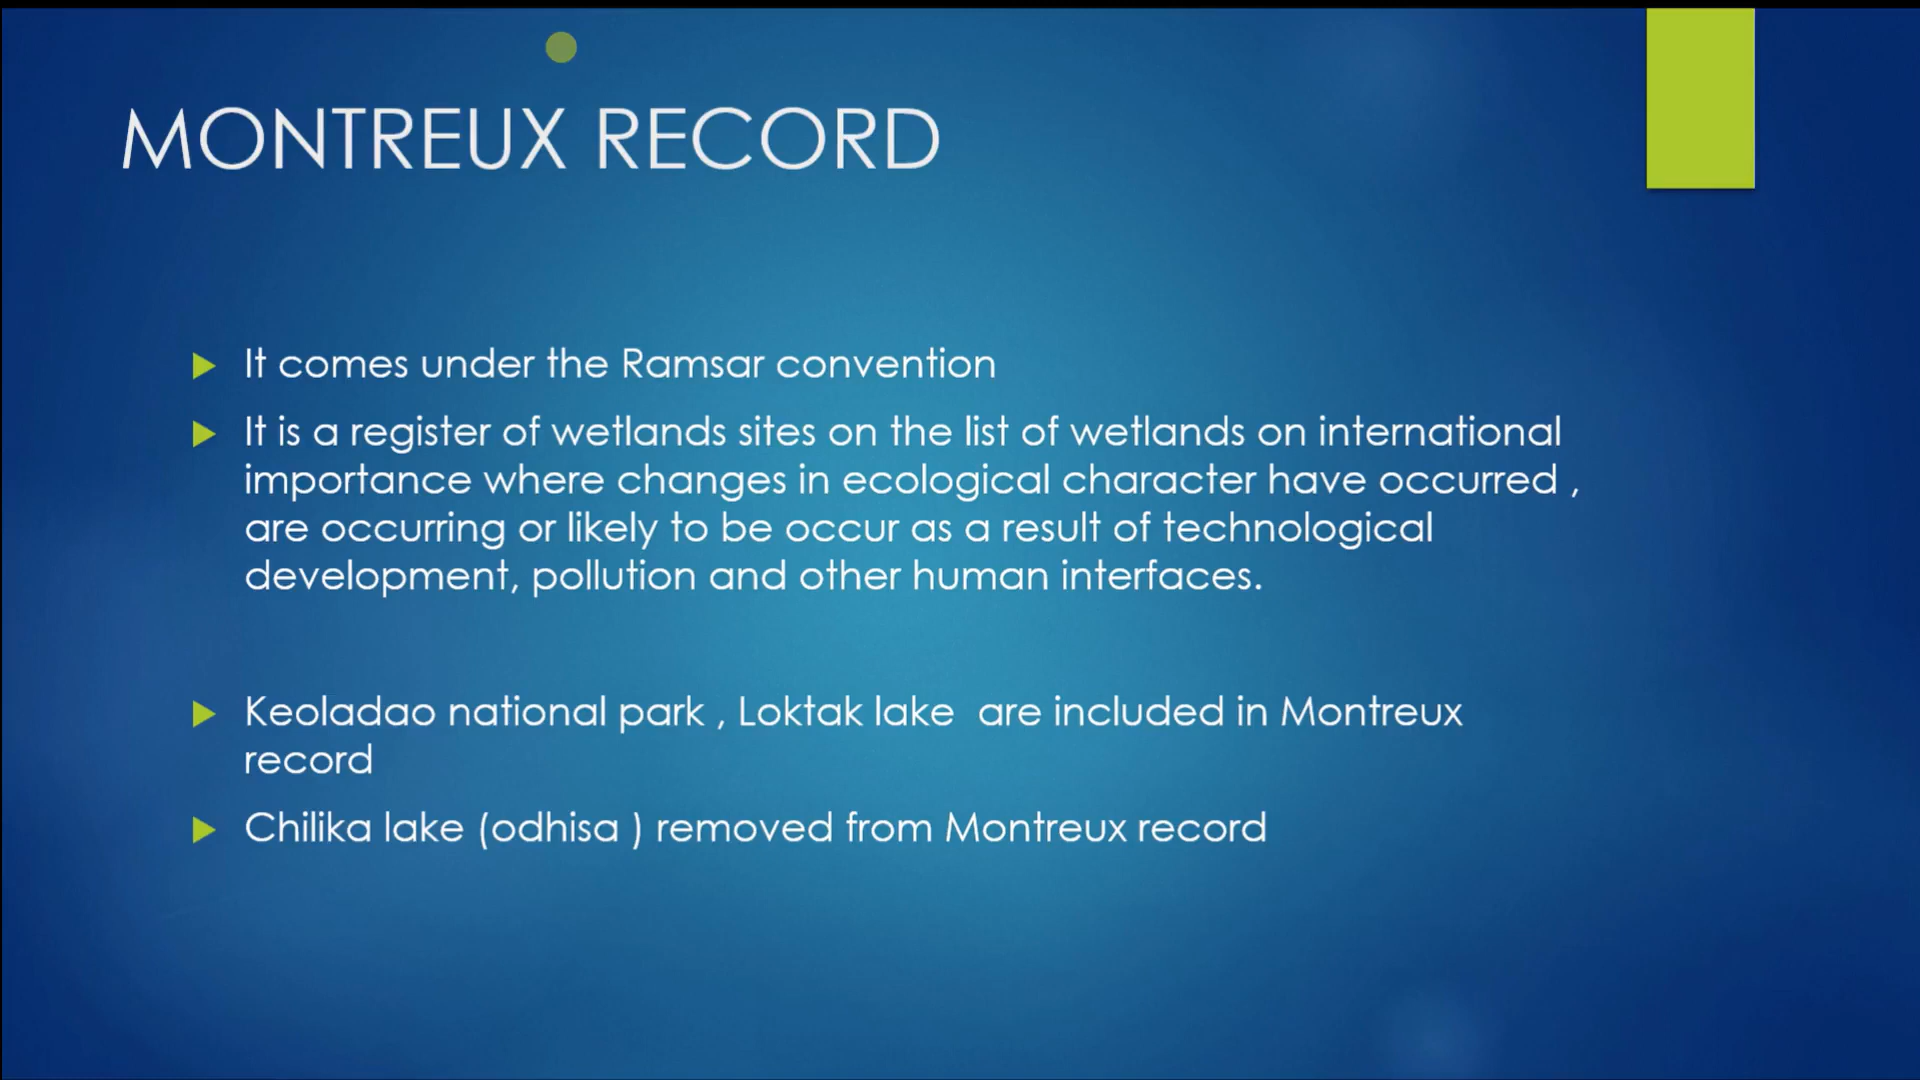 MONTREUX RECORD
It comes under the Ramsar convention
It is a register of wetlands sites on the list of wetlands on international
importance where changes in ecological character have occurred ,
are occurring or likely to be occur as a result of technological
development, pollution and other human interfaces.
Keoladao national park , Loktak lake are included in Montreux
record
Chilika lake (odhisa ) removed from Montreux record